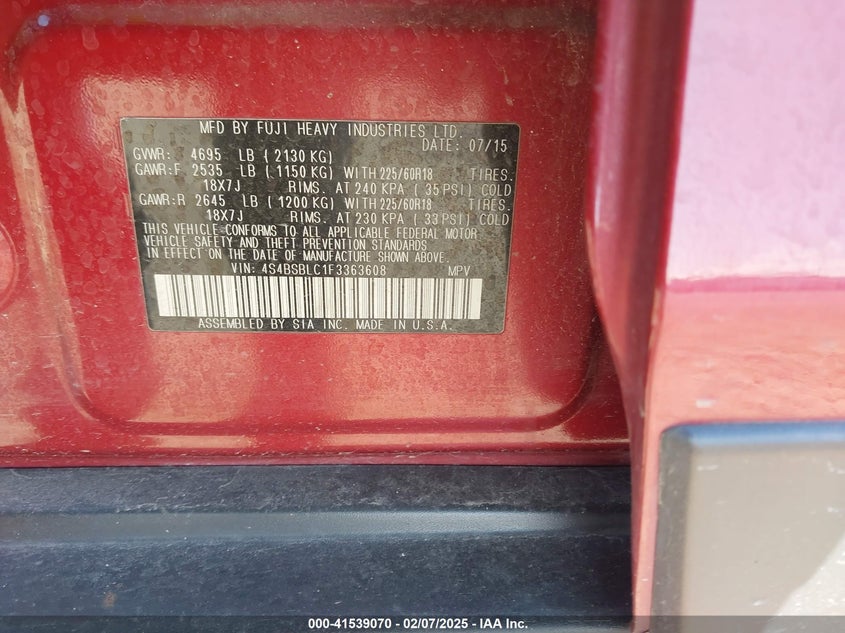 MFD BY FUJI HEAVY INDUSTRIES LTD.
DATE: 07/15
GVWR: 4695 LB (2130 KG)
GAWR:F 2535 LB (1150 KG) WITH 225/60R18 TIRES.
18X7J RIMS. AT 240 KPA (35 PSI) COLD
GAWR:R 2645 LB (1200 KG) WITH 225/60R18 TIRES.
18X7J RIMS. AT 230 KPA (33 PSI) COLD
THIS VEHICLE CONFORMS TO ALL APPLICABLE FEDERAL MOTOR
VEHICLE SAFETY AND THEFT PREVENTION STANDARDS
IN EFFECT ON THE DATE OF MANUFACTURE SHOWN ABOVE.
VIN: 4S4BSBLC1F3363608 MPV
ASSEMBLED BY SIA INC. MADE IN U.S.A.
000-41539070 - 02/07/2025 - IAA Inc.